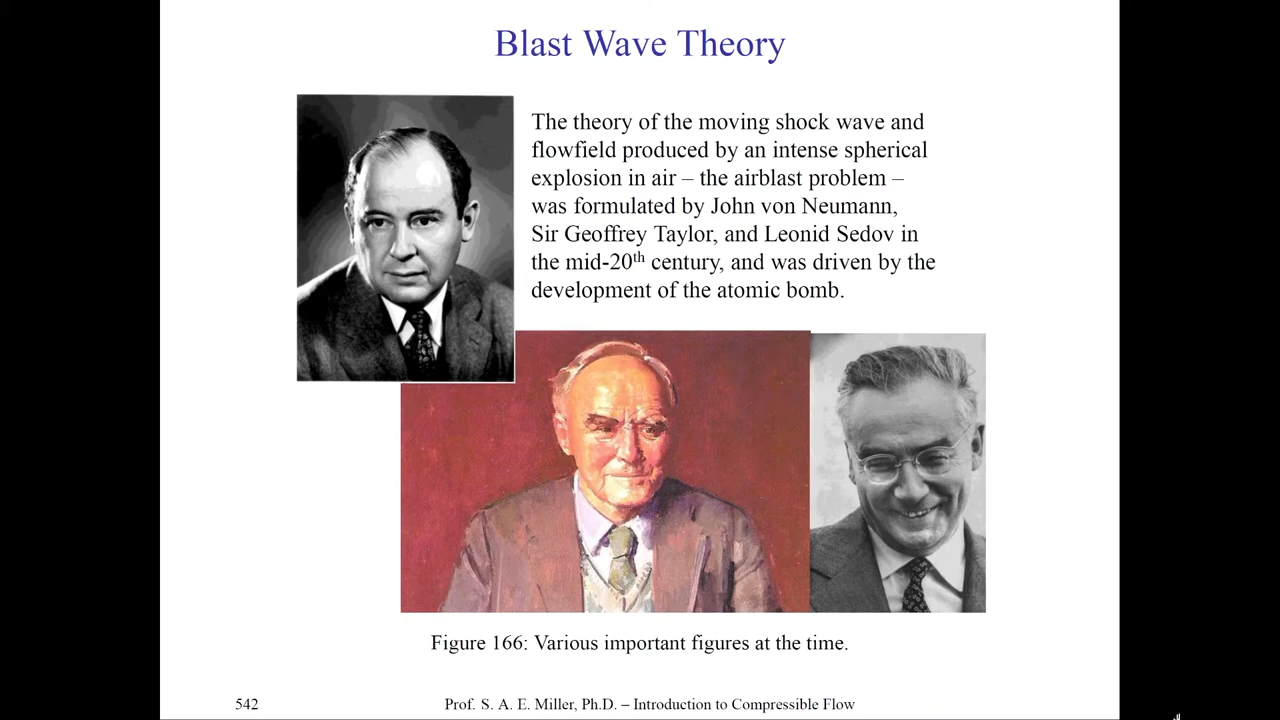 Blast Wave Theory
The theory of the moving shock wave and
flowfield produced by an intense spherical
explosion in air – the airblast problem –
was formulated by John von Neumann,
Sir Geoffrey Taylor, and Leonid Sedov in
the mid-20th century, and was driven by the
development of the atomic bomb.
Figure 166: Various important figures at the time.
542 Prof. S. A. E. Miller, Ph.D. – Introduction to Compressible Flow